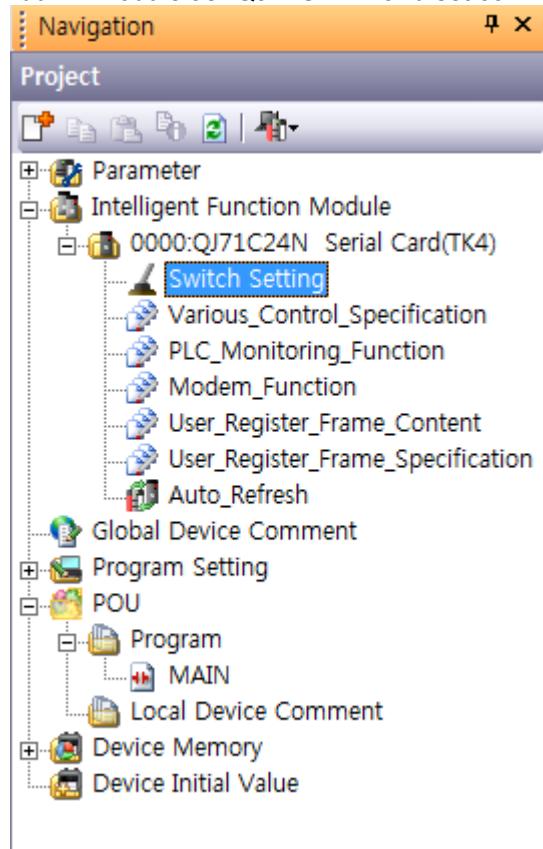 Navigation
Project
Parameter
Intelligent Function Module
0000:QJ71C24N Serial Card(TK4)
Switch Setting
Various_Control_Specification
PLC_Monitoring_Function
Modem_Function
User_Register_Frame_Content
User_Register_Frame_Specification
Auto_Refresh
Global Device Comment
Program Setting
POU
Program
MAIN
Local Device Comment
Device Memory
Device Initial Value